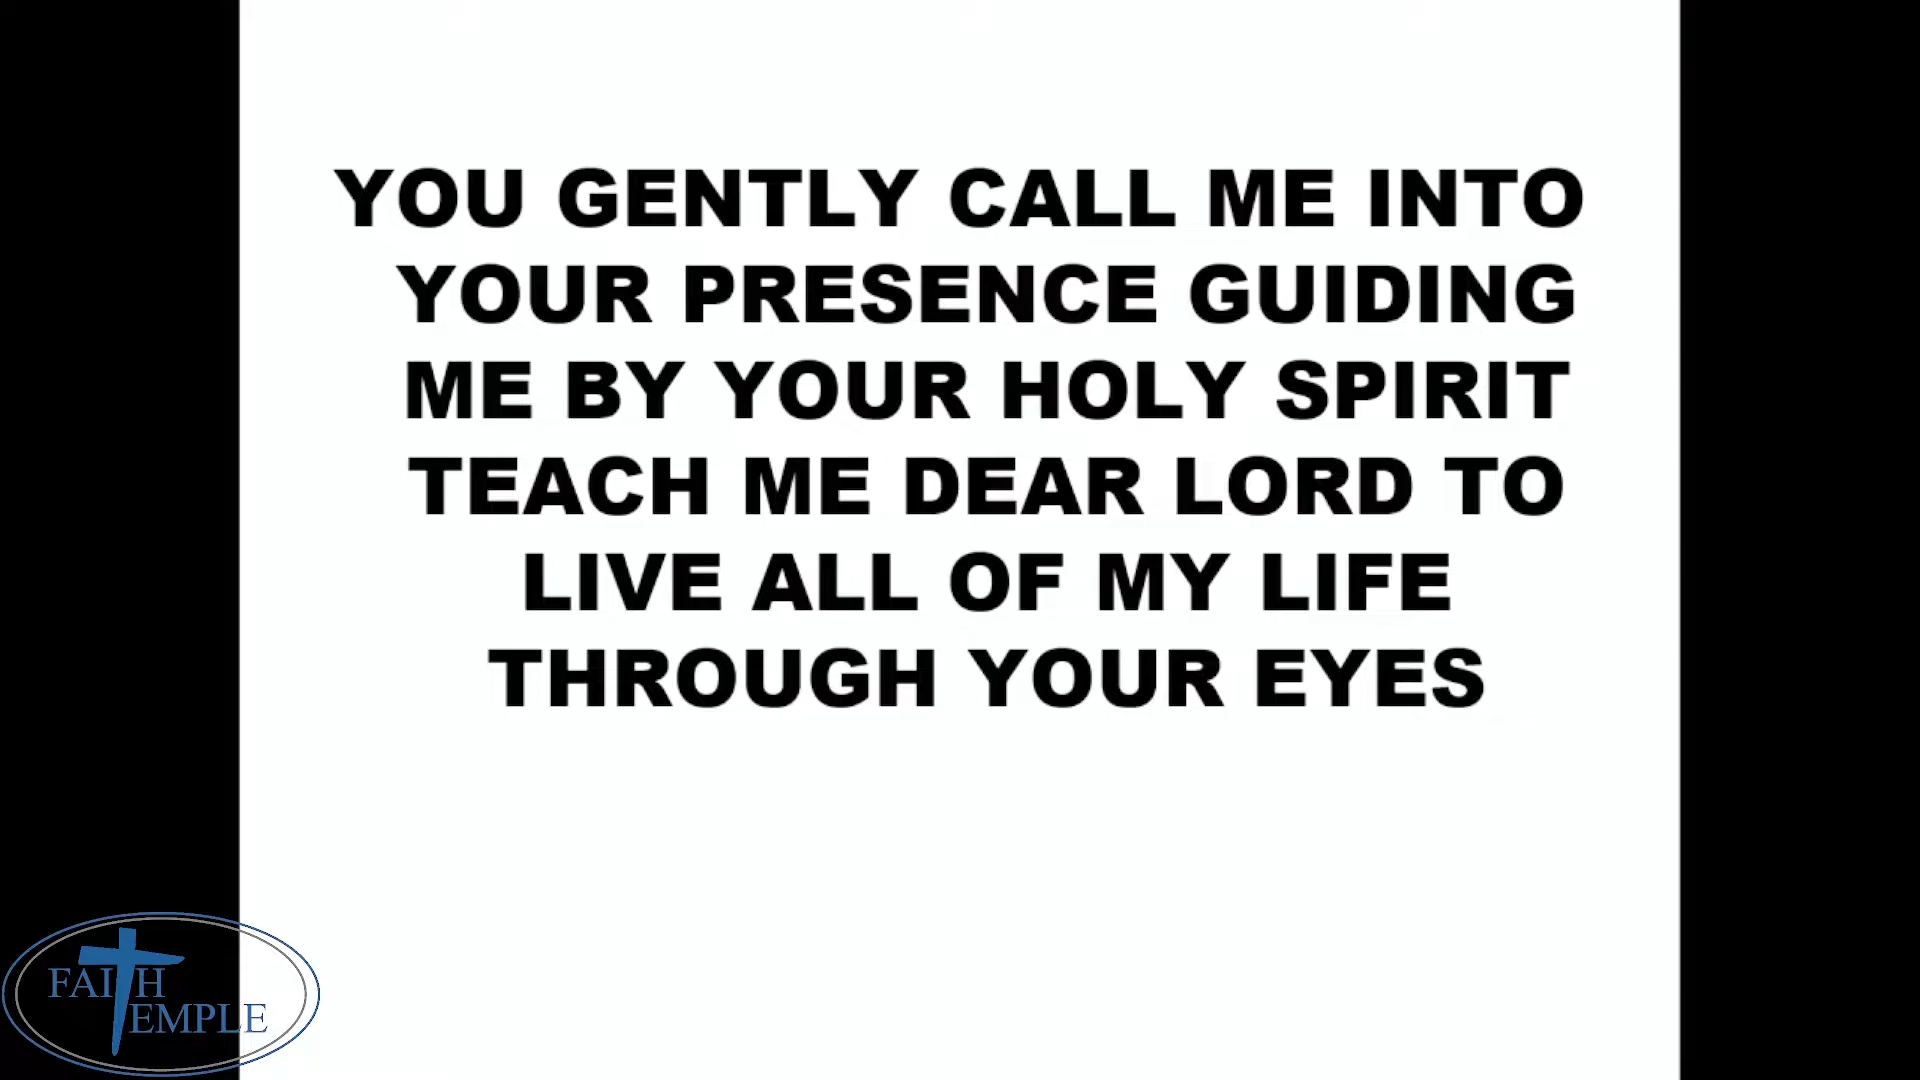 YOU GENTLY CALL ME INTO
YOUR PRESENCE GUIDING
ME BY YOUR HOLY SPIRIT
TEACH ME DEAR LORD TO
LIVE ALL OF MY LIFE
THROUGH YOUR EYES
FAITH
TEMPLE